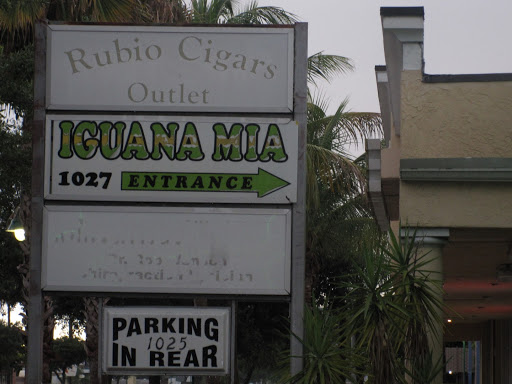 Rubio Cigars
Outlet
IGUANA MIA
1027 ENTRANCE
PARKING
1025
IN REAR